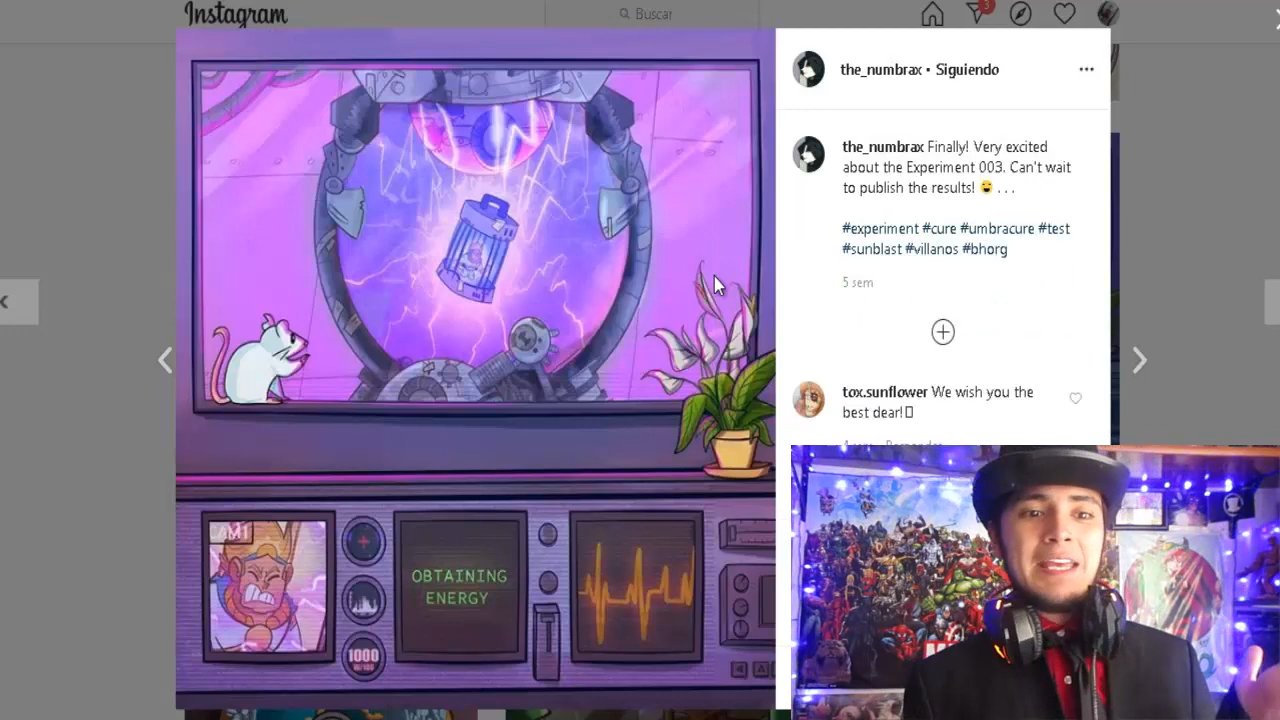 Instagram
Buscar
3
the_numbrax • Siguiendo
the_numbrax Finally! Very excited
about the Experiment 003. Can't wait
to publish the results! 😀 . . .
#experiment #cure #umbracure #test
#sunblast #villanos #bhorg
5 sem
tox.sunflower We wish you the
best dear!▯
OBTAINING
ENERGY
1000